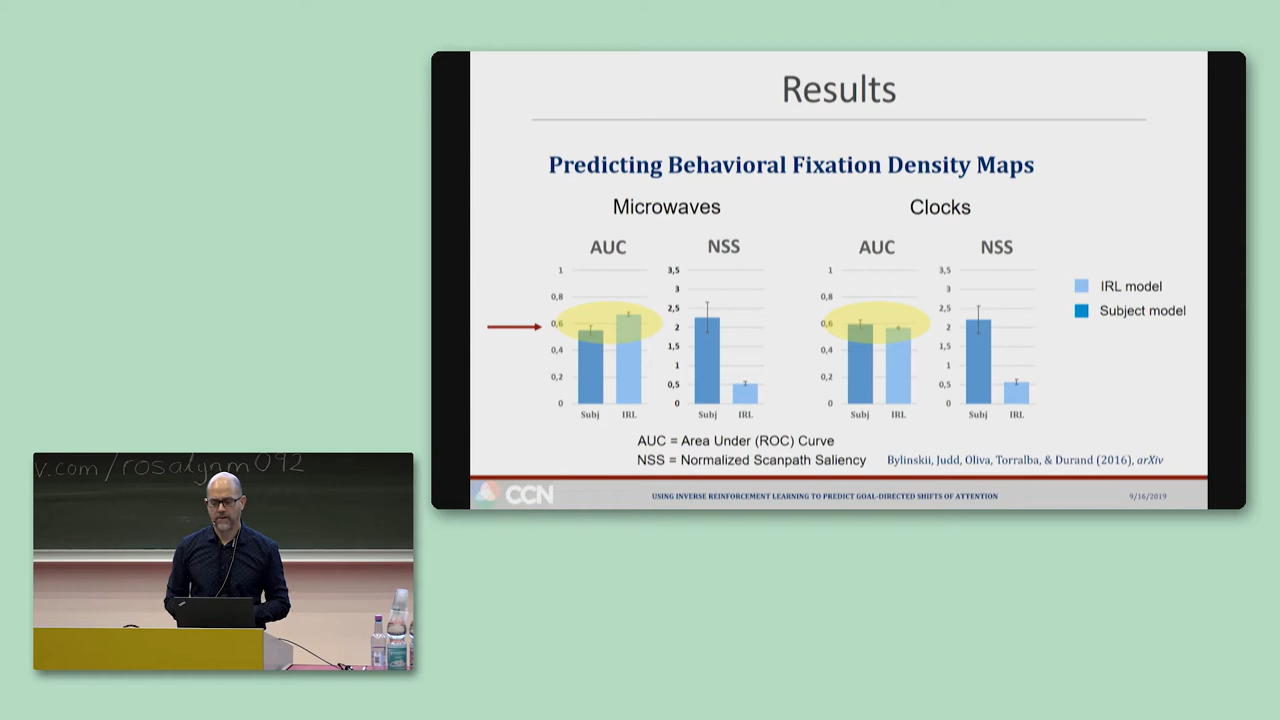 Results
Predicting Behavioral Fixation Density Maps
Microwaves
AUC
1
0,8
0,6
0,4
0,2
0
Subj IRL
NSS
3,5
3
2,5
2
1,5
1
0,5
0
Subj IRL
Clocks
AUC
1
0,8
0,6
0,4
0,2
0
Subj IRL
NSS
3,5
3
2,5
2
1,5
1
0,5
0
Subj IRL
IRL model
Subject model
AUC = Area Under (ROC) Curve
NSS = Normalized Scanpath Saliency
Bylinskii, Judd, Oliva, Torralba, & Durand (2016), arXiv
CCN
USING INVERSE REINFORCEMENT LEARNING TO PREDICT GOAL-DIRECTED SHIFTS OF ATTENTION
9/16/2019
v.com/rosalynm092